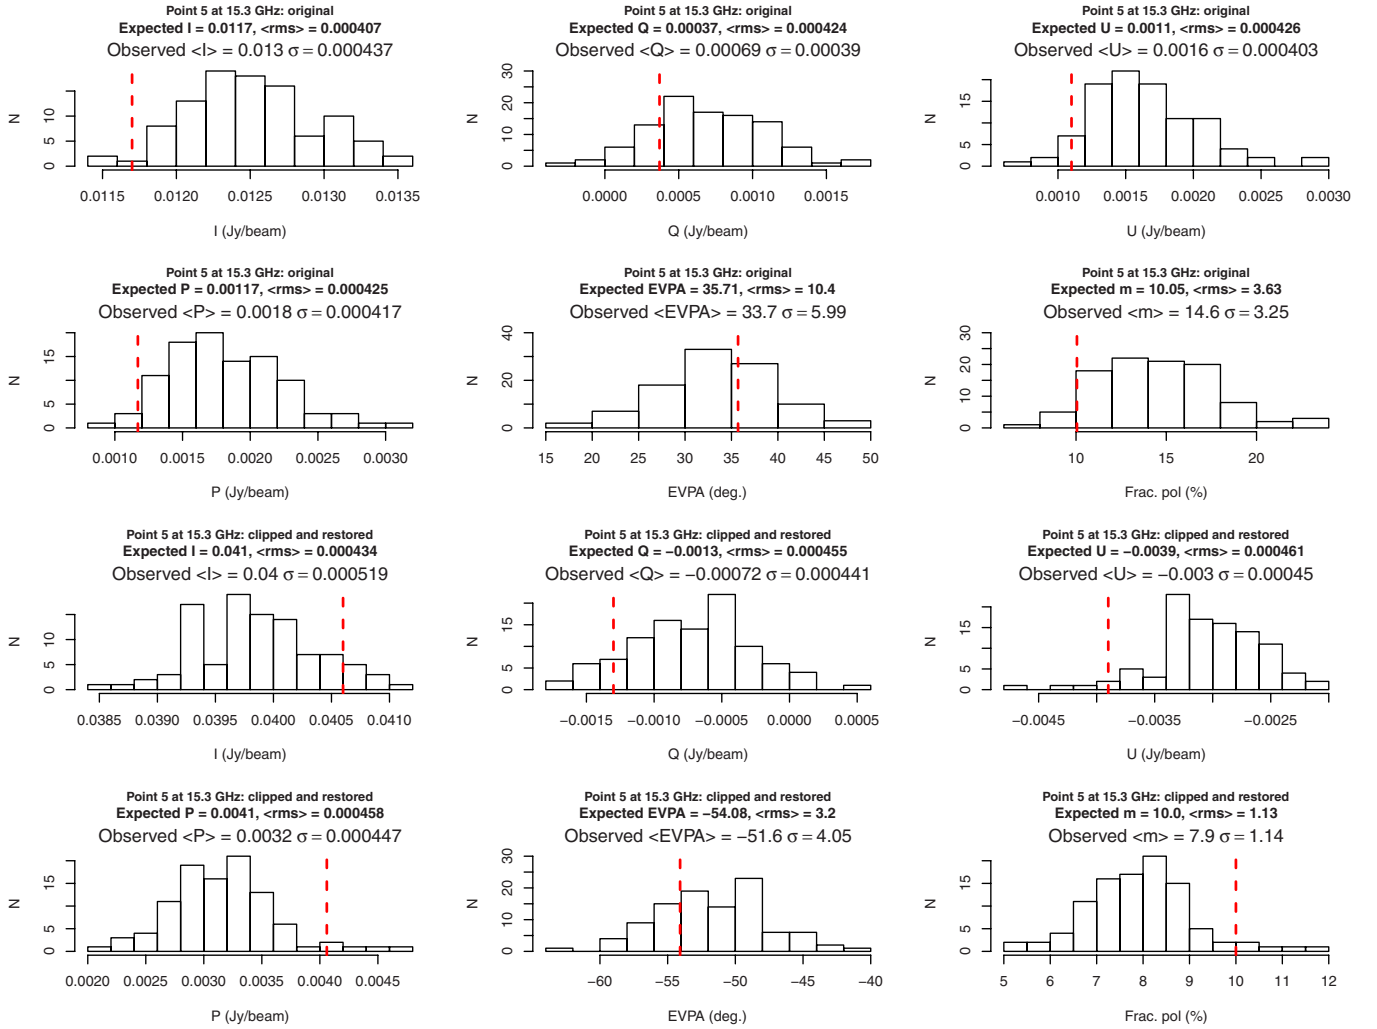 Point 5 at 15.3 GHz: original
Expected I = 0.0117, <rms> = 0.000407
Observed <I> = 0.013 σ = 0.000437
N
0 5 10
0.0115 0.0120 0.0125 0.0130 0.0135
I (Jy/beam)
Point 5 at 15.3 GHz: original
Expected Q = 0.00037, <rms> = 0.000424
Observed <Q> = 0.00069 σ = 0.00039
N
0 10 20 30
0.0000 0.0005 0.0010 0.0015
Q (Jy/beam)
Point 5 at 15.3 GHz: original
Expected U = 0.0011, <rms> = 0.000426
Observed <U> = 0.0016 σ = 0.000403
N
0 5 15
0.0010 0.0015 0.0020 0.0025 0.0030
U (Jy/beam)
Point 5 at 15.3 GHz: original
Expected P = 0.00117, <rms> = 0.000425
Observed <P> = 0.0018 σ = 0.000417
N
0 5 15
0.0010 0.0015 0.0020 0.0025 0.0030
P (Jy/beam)
Point 5 at 15.3 GHz: original
Expected EVPA = 35.71, <rms> = 10.4
Observed <EVPA> = 33.7 σ = 5.99
N
0 20 40
15 20 25 30 35 40 45 50
EVPA (deg.)
Point 5 at 15.3 GHz: original
Expected m = 10.05, <rms> = 3.63
Observed <m> = 14.6 σ = 3.25
N
0 10 20 30
10 15 20
Frac. pol (%)
Point 5 at 15.3 GHz: clipped and restored
Expected I = 0.041, <rms> = 0.000434
Observed <I> = 0.04 σ = 0.000519
N
0 5 10
0.0385 0.0390 0.0395 0.0400 0.0405 0.0410
I (Jy/beam)
Point 5 at 15.3 GHz: clipped and restored
Expected Q = −0.0013, <rms> = 0.000455
Observed <Q> = −0.00072 σ = 0.000441
N
0 5 15
−0.0015 −0.0010 −0.0005 0.0000 0.0005
Q (Jy/beam)
Point 5 at 15.3 GHz: clipped and restored
Expected U = −0.0039, <rms> = 0.000461
Observed <U> = −0.003 σ = 0.00045
N
0 5 15
−0.0045 −0.0035 −0.0025
U (Jy/beam)
Point 5 at 15.3 GHz: clipped and restored
Expected P = 0.0041, <rms> = 0.000458
Observed <P> = 0.0032 σ = 0.000447
N
0 5 15
0.0020 0.0025 0.0030 0.0035 0.0040 0.0045
P (Jy/beam)
Point 5 at 15.3 GHz: clipped and restored
Expected EVPA = −54.08, <rms> = 3.2
Observed <EVPA> = −51.6 σ = 4.05
N
0 10 20 30
−60 −55 −50 −45 −40
EVPA (deg.)
Point 5 at 15.3 GHz: clipped and restored
Expected m = 10.0, <rms> = 1.13
Observed <m> = 7.9 σ = 1.14
N
0 5 15
5 6 7 8 9 10 11 12
Frac. pol (%)